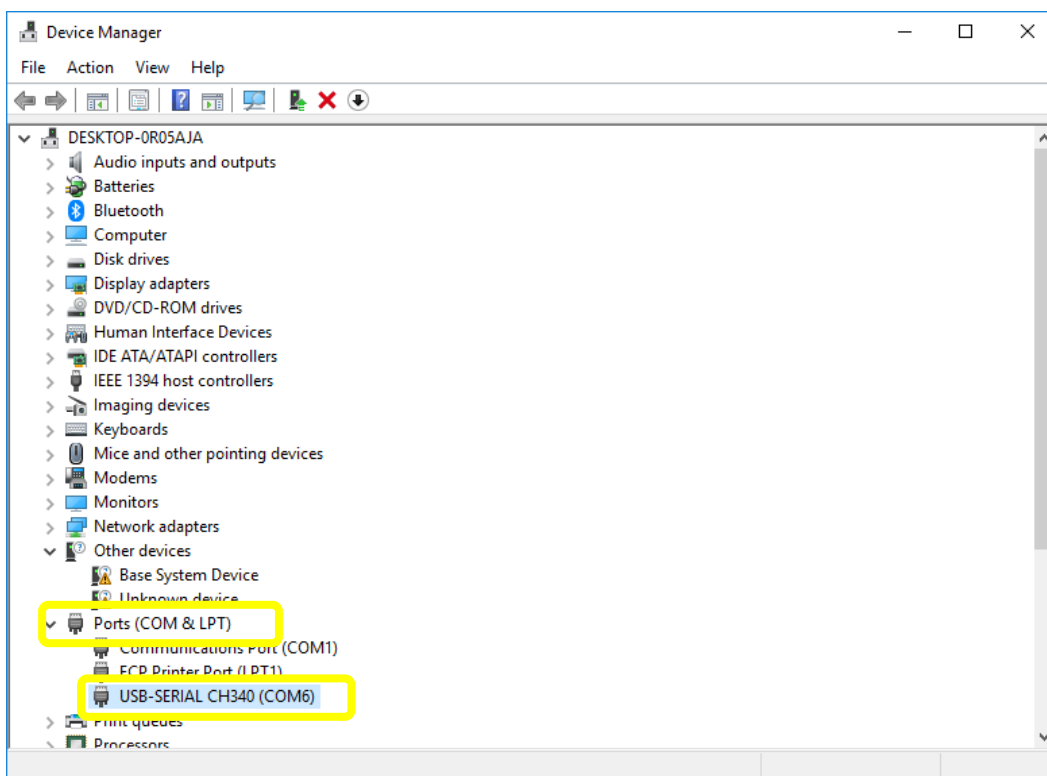 Device Manager
File Action View Help
DESKTOP-0R05AJA
Audio inputs and outputs
Batteries
Bluetooth
Computer
Disk drives
Display adapters
DVD/CD-ROM drives
Human Interface Devices
IDE ATA/ATAPI controllers
IEEE 1394 host controllers
Imaging devices
Keyboards
Mice and other pointing devices
Modems
Monitors
Network adapters
Other devices
Base System Device
Unknown device
Ports (COM & LPT)
Communications Port (COM1)
ECP Printer Port (LPT1)
USB-SERIAL CH340 (COM6)
Print queues
Processors